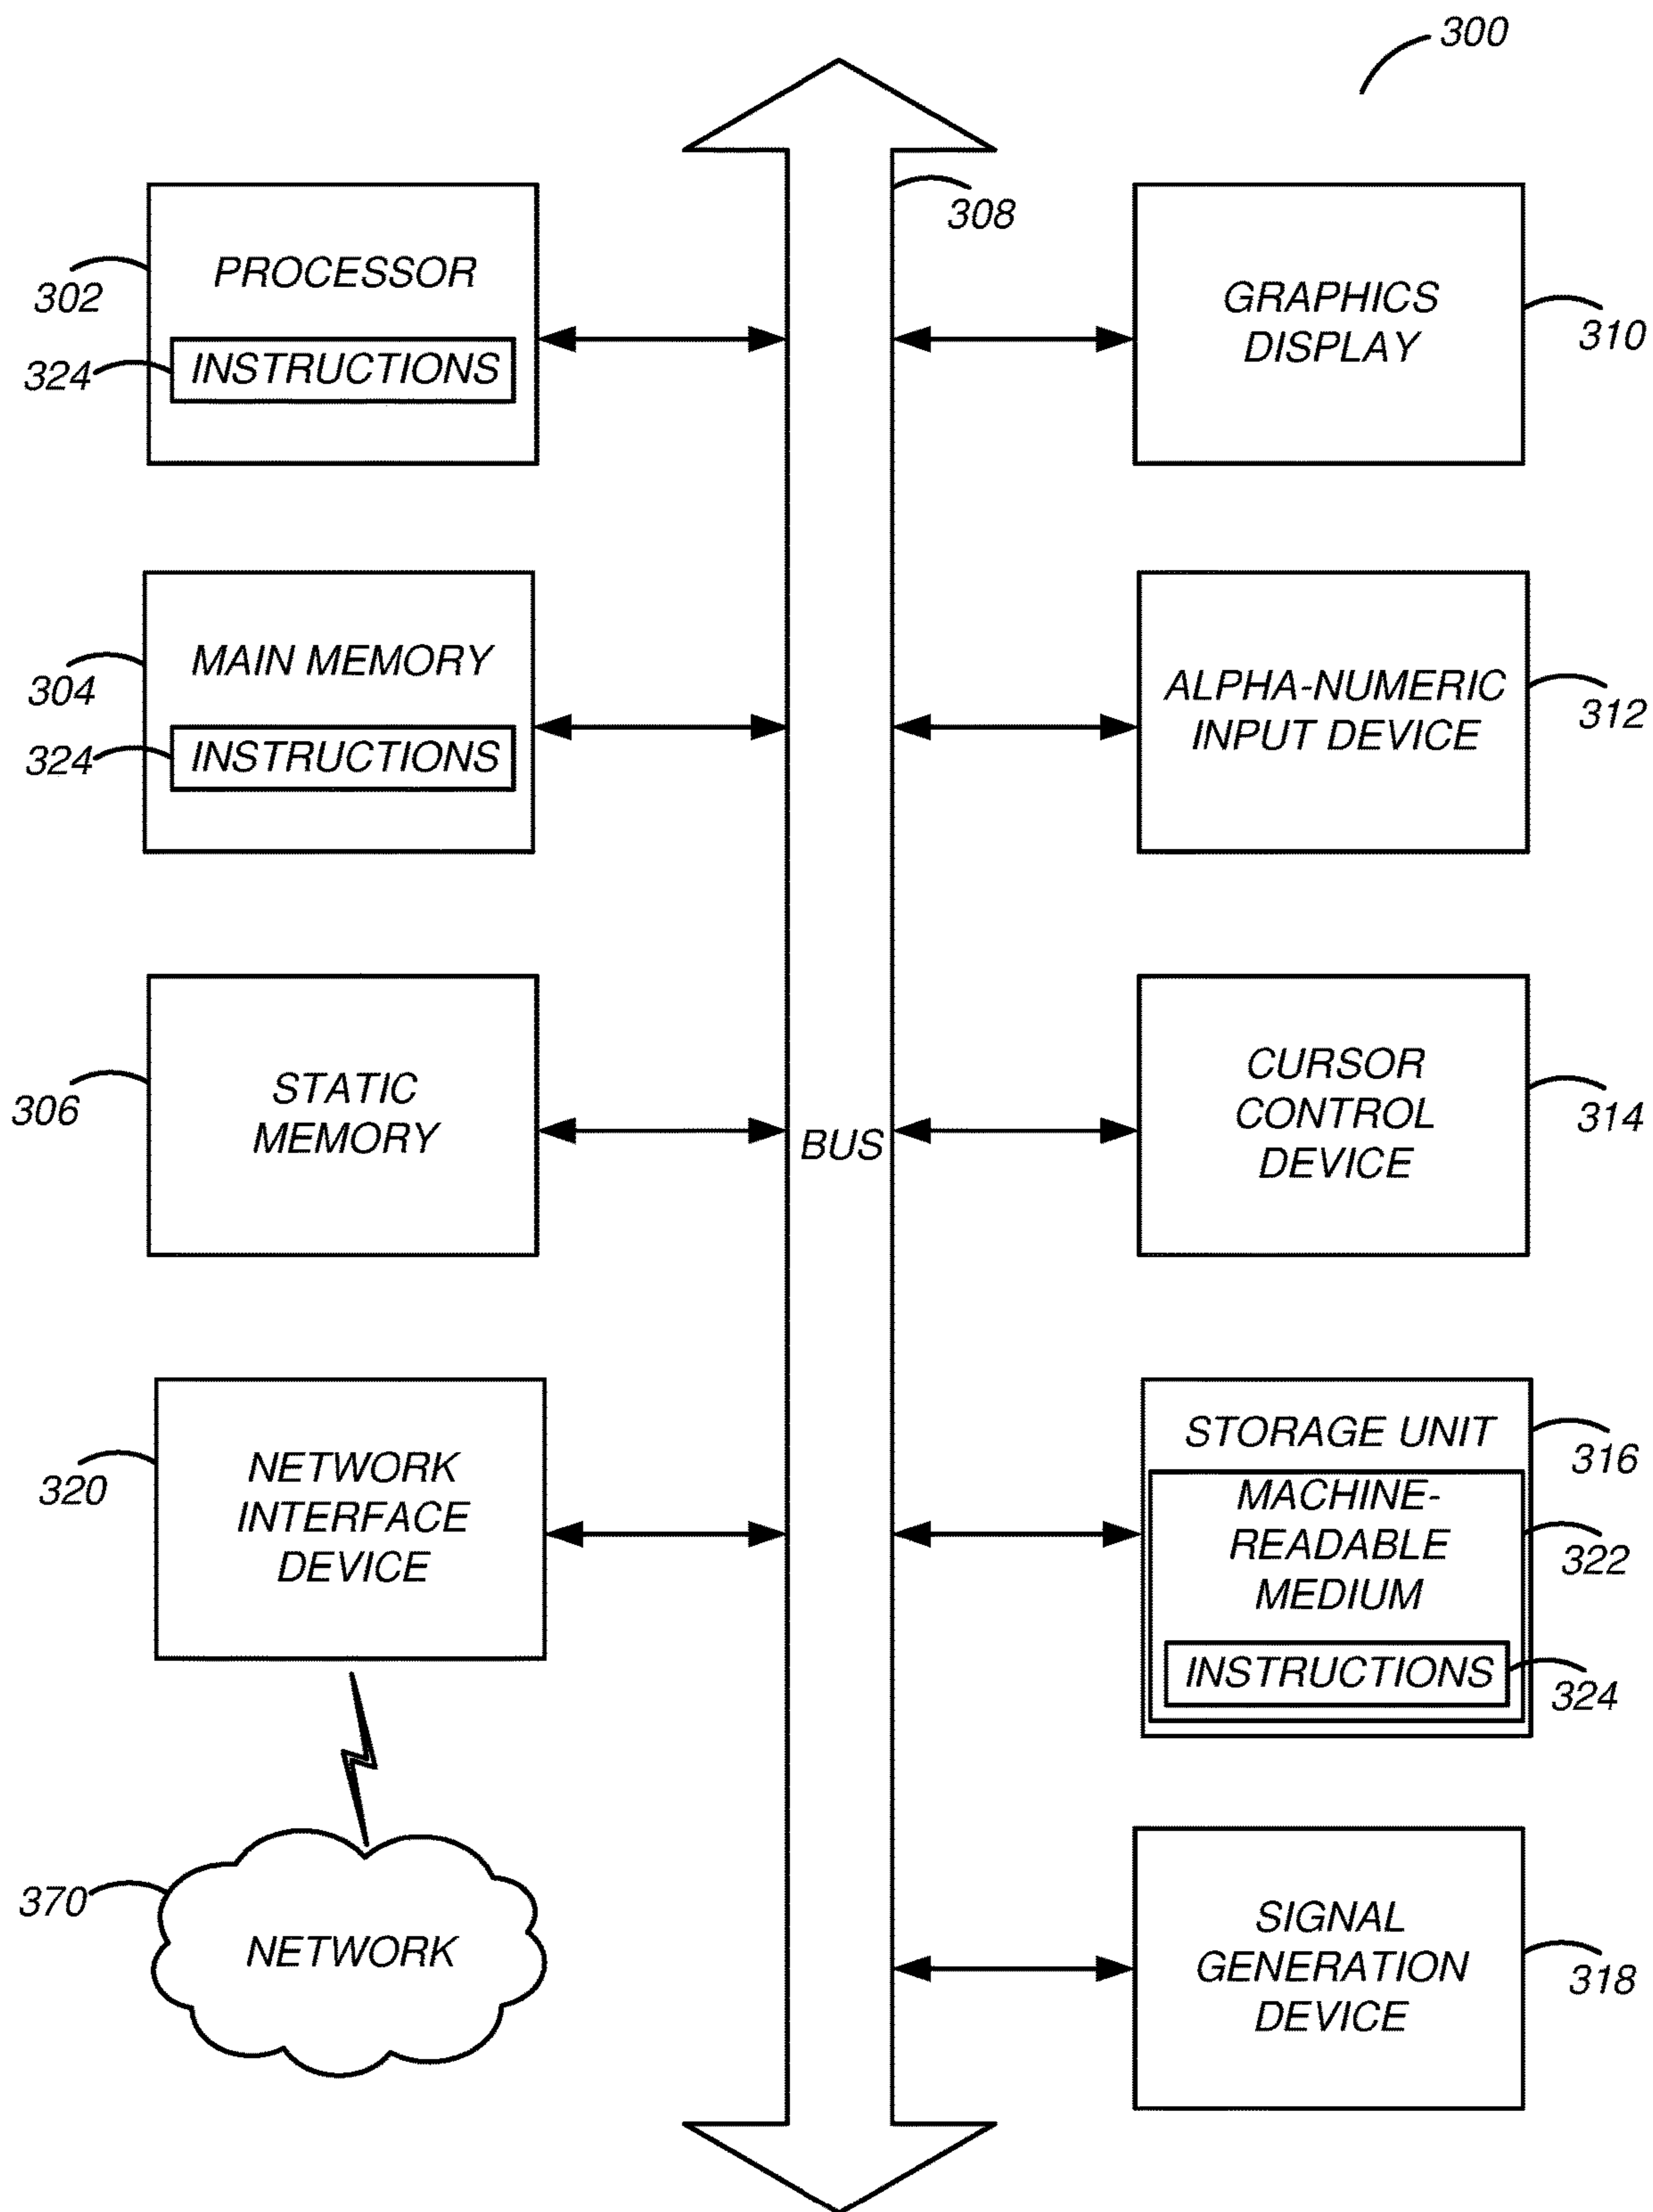 300
308
PROCESSOR
302
INSTRUCTIONS
324
GRAPHICS
DISPLAY
310
MAIN MEMORY
304
INSTRUCTIONS
324
ALPHA-NUMERIC
INPUT DEVICE
312
STATIC
MEMORY
306
BUS
CURSOR
CONTROL
DEVICE
314
NETWORK
INTERFACE
DEVICE
320
STORAGE UNIT
316
MACHINE-
READABLE
MEDIUM
322
INSTRUCTIONS
324
370
NETWORK
SIGNAL
GENERATION
DEVICE
318